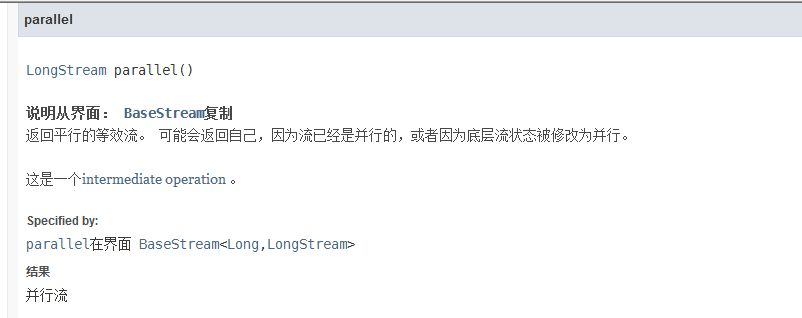 parallel
LongStream parallel()
说明从界面： BaseStream复制
返回平行的等效流。 可能会返回自己，因为流已经是并行的，或者因为底层流状态被修改为并行。
这是一个intermediate operation 。
Specified by:
parallel在界面 BaseStream<Long,LongStream>
结果
并行流